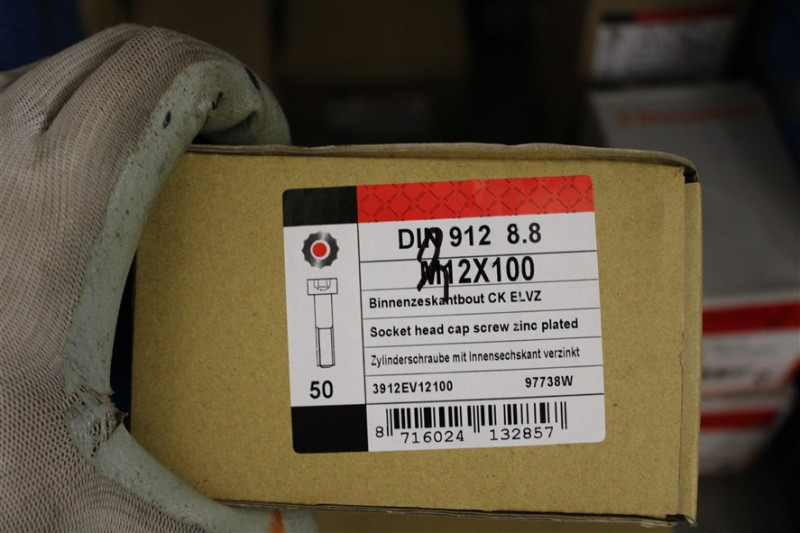 DIN 912 8.8
M12X100
Binnenzeskantbout CK ELVZ
Socket head cap screw zinc plated
Zylinderschraube mit Innensechskant verzinkt
50
3912EV12100 97738W
8 716024 132857